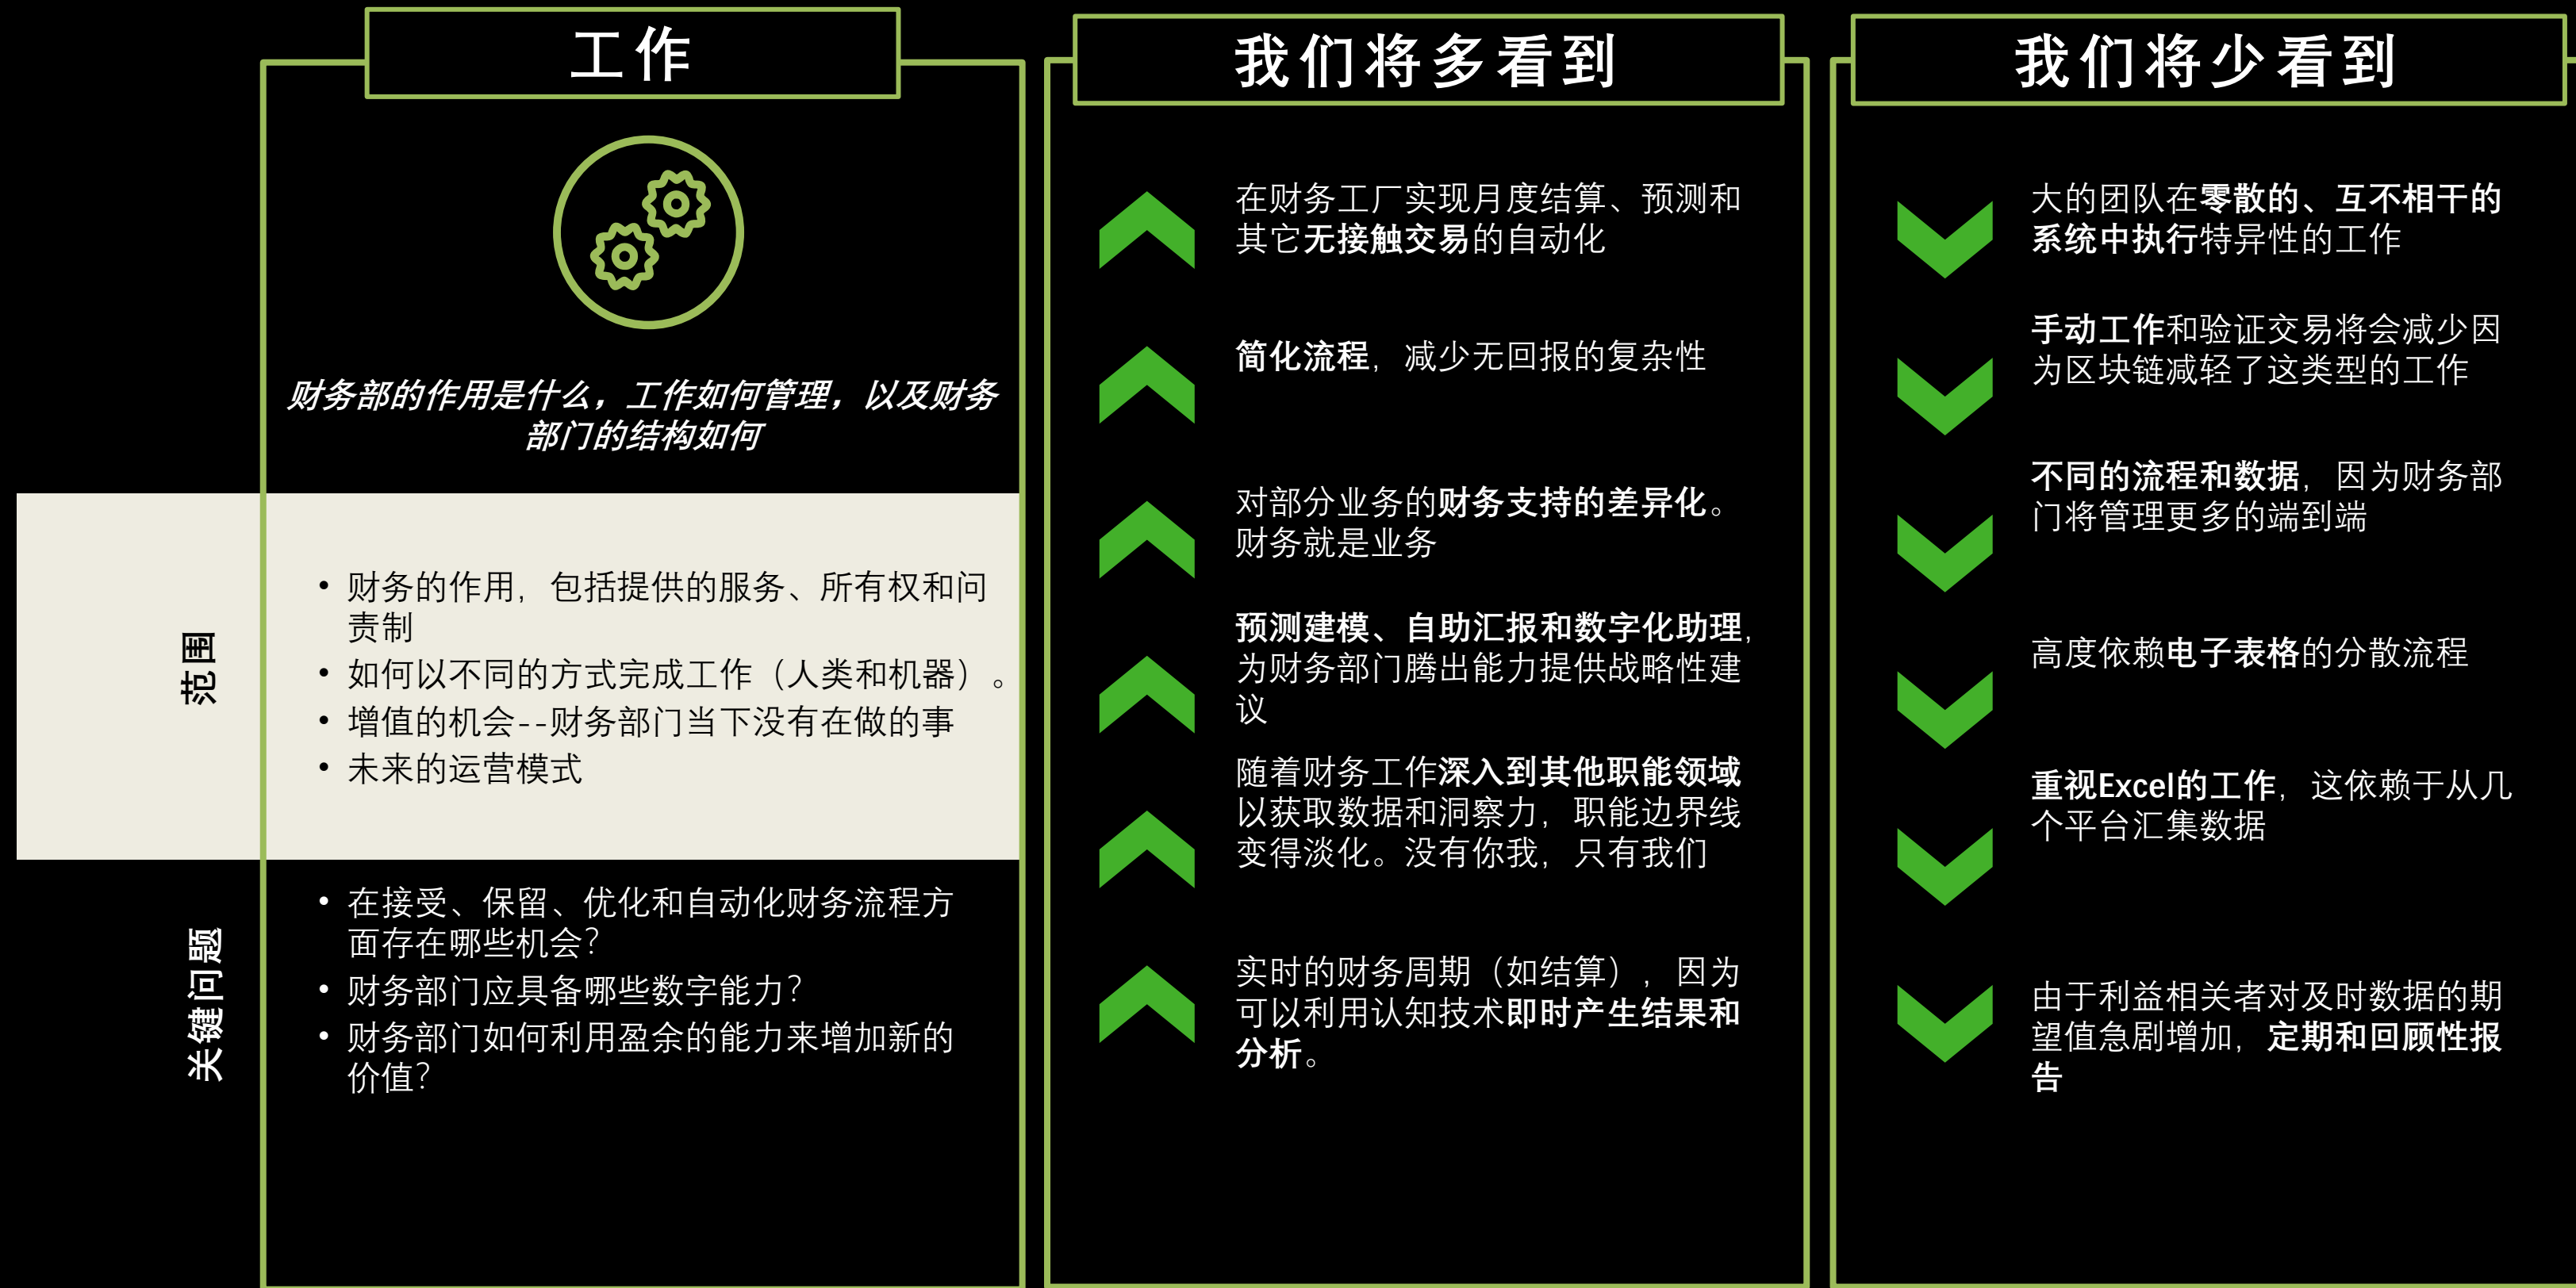 工作
财务部的作用是什么，工作如何管理，以及财务
部门的结构如何
范围
• 财务的作用，包括提供的服务、所有权和问
责制
• 如何以不同的方式完成工作（人类和机器）。
• 增值的机会--财务部门当下没有在做的事
• 未来的运营模式
关键问题
• 在接受、保留、优化和自动化财务流程方
面存在哪些机会？
• 财务部门应具备哪些数字能力？
• 财务部门如何利用盈余的能力来增加新的
价值？
我们将多看到
在财务工厂实现月度结算、预测和
其它无接触交易的自动化
简化流程，减少无回报的复杂性
对部分业务的财务支持的差异化。
财务就是业务
预测建模、自助汇报和数字化助理，
为财务部门腾出能力提供战略性建
议
随着财务工作深入到其他职能领域
以获取数据和洞察力，职能边界线
变得淡化。没有你我，只有我们
实时的财务周期（如结算），因为
可以利用认知技术即时产生结果和
分析。
我们将少看到
大的团队在零散的、互不相干的
系统中执行特异性的工作
手动工作和验证交易将会减少因
为区块链减轻了这类型的工作
不同的流程和数据，因为财务部
门将管理更多的端到端
高度依赖电子表格的分散流程
重视Excel的工作，这依赖于从几
个平台汇集数据
由于利益相关者对及时数据的期
望值急剧增加，定期和回顾性报
告